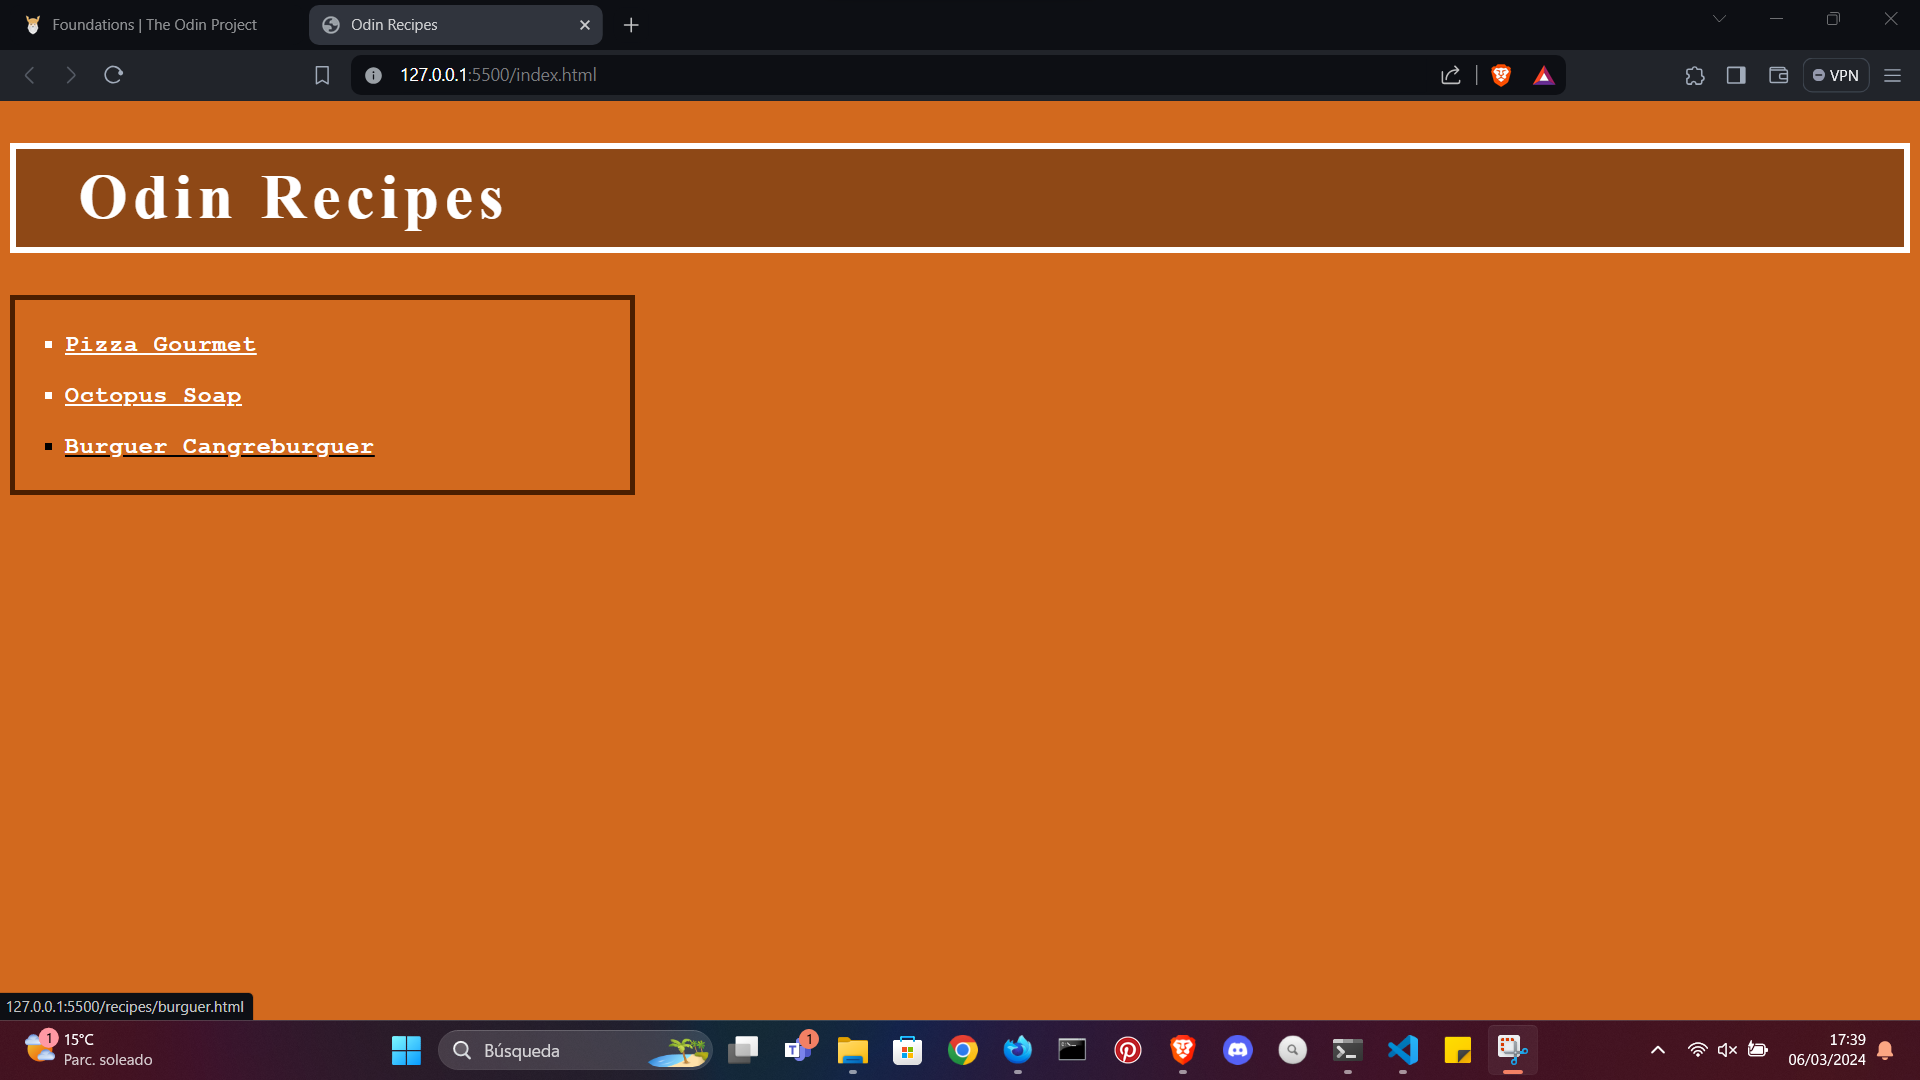 Foundations | The Odin Project
Odin Recipes
127.0.0.1:5500/index.html
VPN
Odin Recipes
Pizza Gourmet
Octopus Soap
Burguer Cangreburguer
127.0.0.1:5500/recipes/burguer.html
1
15°C
Parc. soleado
Búsqueda
T
1
17:39
06/03/2024